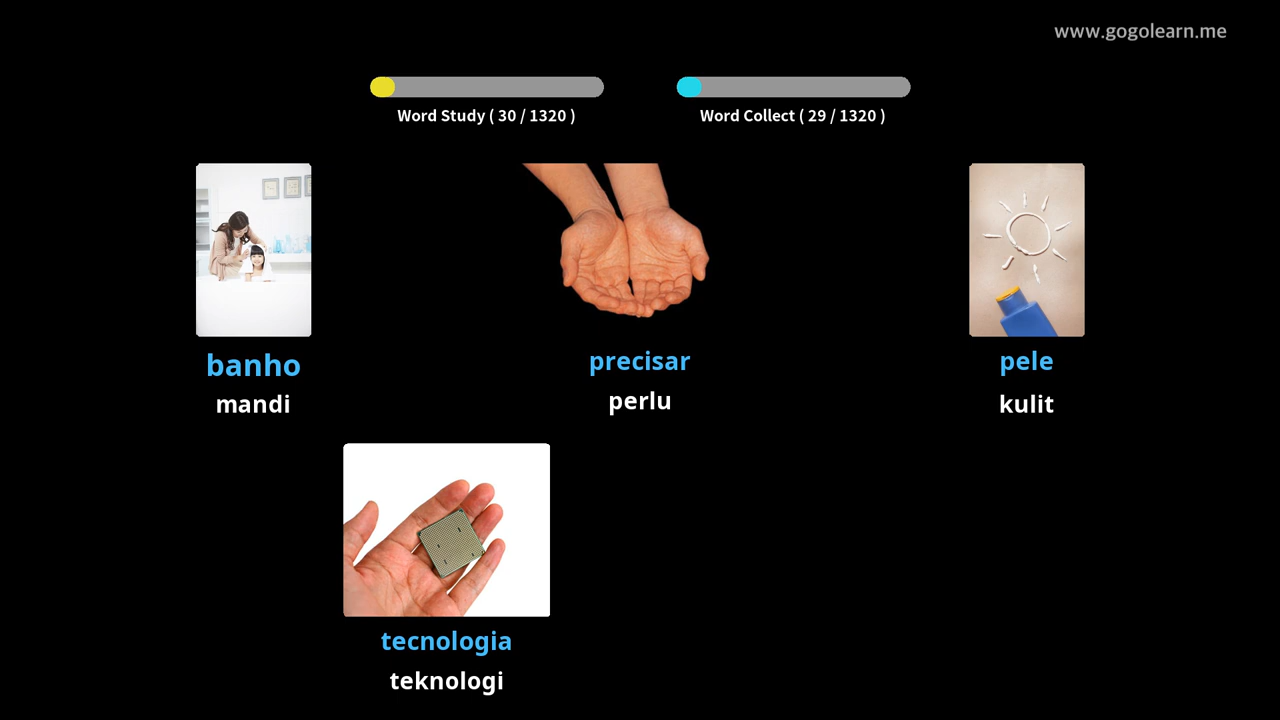 www.gogolearn.me
Word Study ( 30 / 1320 )
Word Collect ( 29 / 1320 )
banho
mandi
precisar
perlu
pele
kulit
tecnologia
teknologi